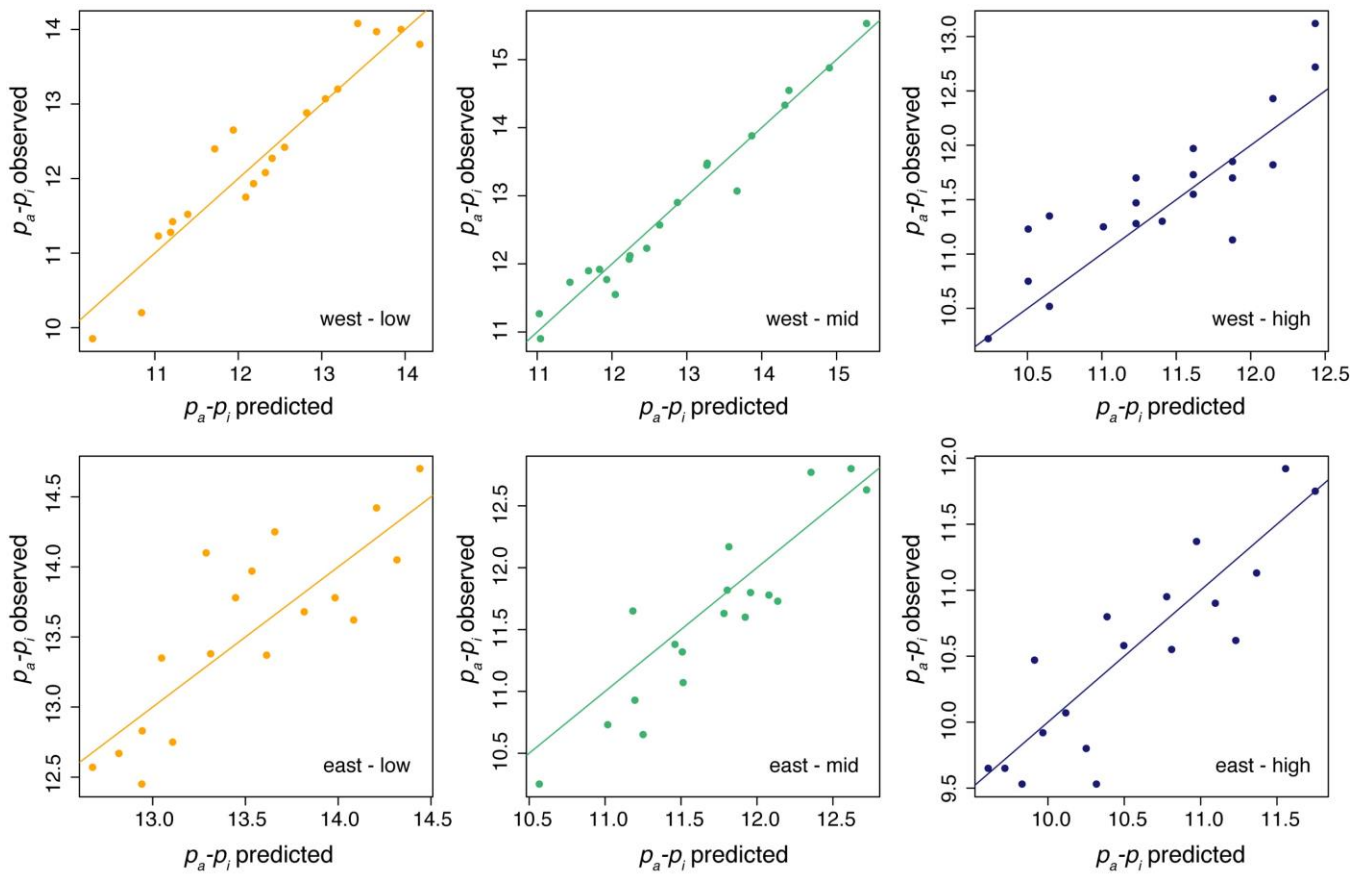 14
13
12
11
10
p_a-p_i observed
west - low
11 12 13 14
p_a-p_i predicted
15
14
13
12
11
p_a-p_i observed
west - mid
11 12 13 14 15
p_a-p_i predicted
13.0
12.5
12.0
11.5
11.0
10.5
p_a-p_i observed
west - high
10.5 11.0 11.5 12.0 12.5
p_a-p_i predicted
14.5
14.0
13.5
13.0
12.5
p_a-p_i observed
east - low
13.0 13.5 14.0 14.5
p_a-p_i predicted
12.5
12.0
11.5
11.0
10.5
p_a-p_i observed
east - mid
10.5 11.0 11.5 12.0 12.5
p_a-p_i predicted
12.0
11.5
11.0
10.5
10.0
9.5
p_a-p_i observed
east - high
10.0 10.5 11.0 11.5
p_a-p_i predicted